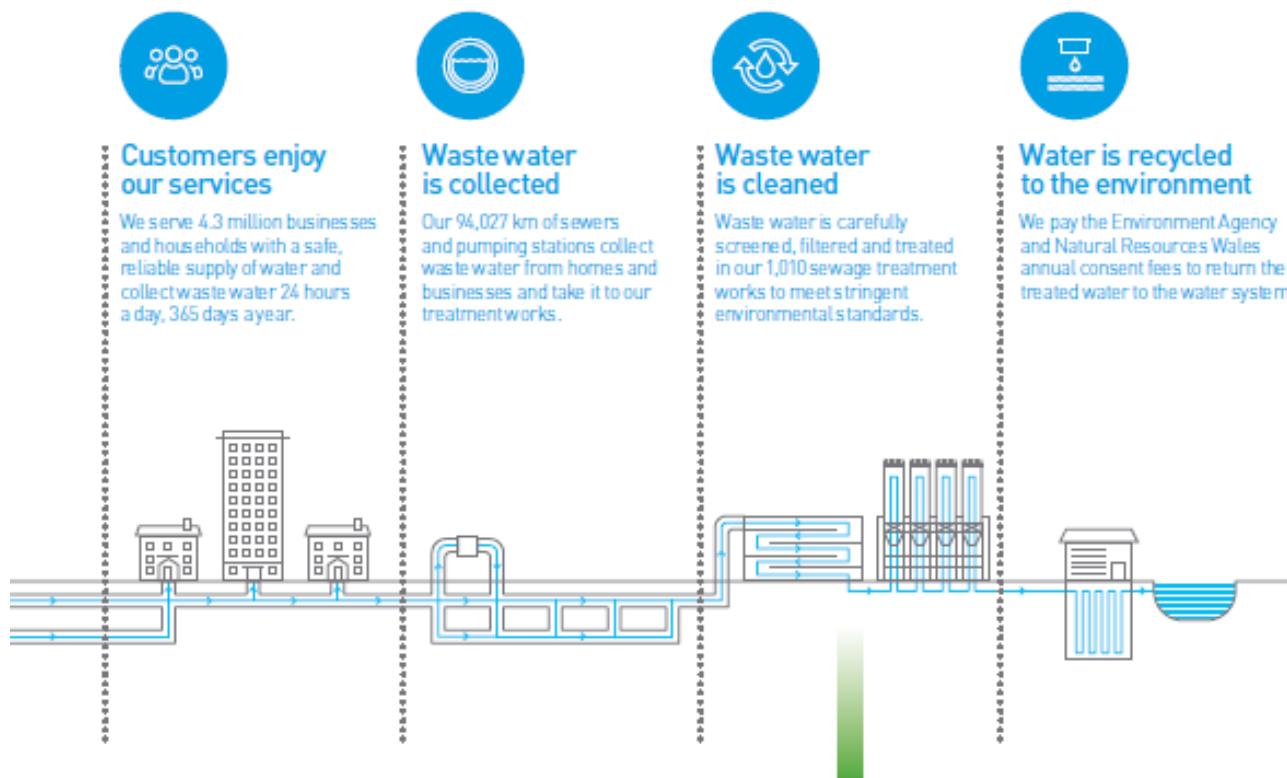 Customers enjoy
our services
We serve 4.3 million businesses
and households with a safe,
reliable supply of water and
collect waste water 24 hours
a day, 365 days a year.
Waste water
is collected
Our 94,027 km of sewers
and pumping stations collect
waste water from homes and
businesses and take it to our
treatment works.
Waste water
is cleaned
Waste water is carefully
screened, filtered and treated
in our 1,010 sewage treatment
works to meet stringent
environmental standards.
Water is recycled
to the environment
We pay the Environment Agency
and Natural Resources Wales
annual consent fees to return the
treated water to the water system